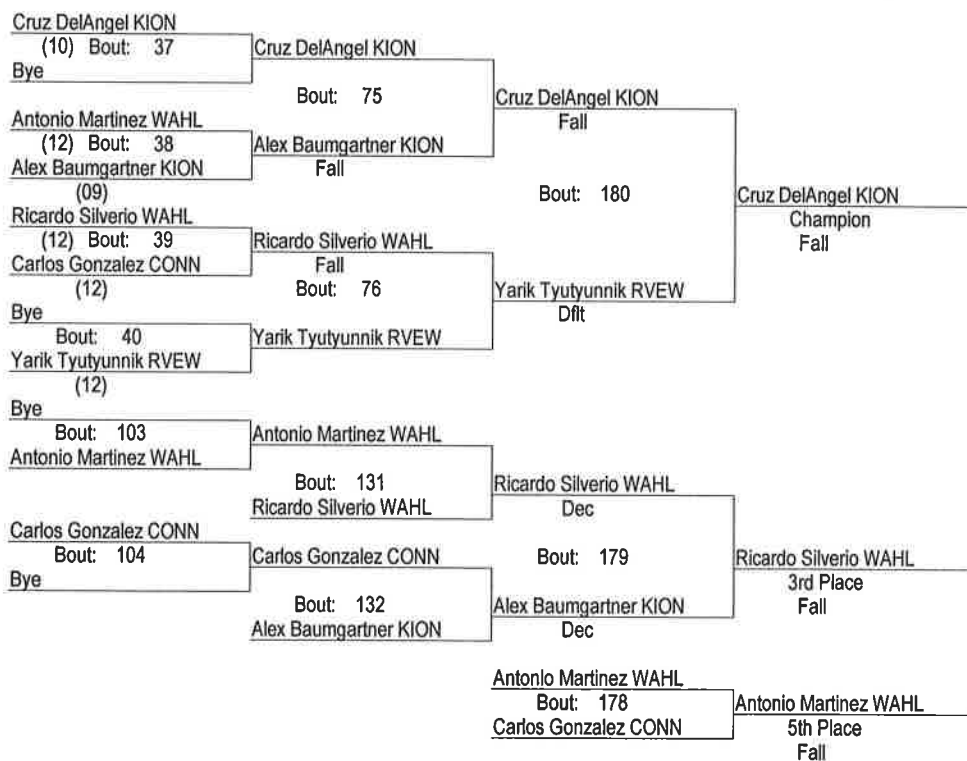 Cruz DelAngel KION
(10) Bout: 37
Bye
Cruz DelAngel KION
Bout: 75
Antonio Martinez WAHL
(12) Bout: 38
Alex Baumgartner KION
(09)
Alex Baumgartner KION
Fall
Cruz DelAngel KION
Fall
Bout: 180
Ricardo Silverio WAHL
(12) Bout: 39
Carlos Gonzalez CONN
(12)
Ricardo Silverio WAHL
Fall
Bout: 76
Bye
Bout: 40
Yarik Tyutyunnik RVEW
(12)
Yarik Tyutyunnik RVEW
Yarik Tyutyunnik RVEW
Dflt
Cruz DelAngel KION
Champion
Fall
Bye
Bout: 103
Antonio Martinez WAHL
Antonio Martinez WAHL
Bout: 131
Ricardo Silverio WAHL
Ricardo Silverio WAHL
Dec
Bout: 179
Carlos Gonzalez CONN
Bout: 104
Bye
Carlos Gonzalez CONN
Bout: 132
Alex Baumgartner KION
Alex Baumgartner KION
Dec
Ricardo Silverio WAHL
3rd Place
Fall
Antonio Martinez WAHL
Bout: 178
Carlos Gonzalez CONN
Antonio Martinez WAHL
5th Place
Fall